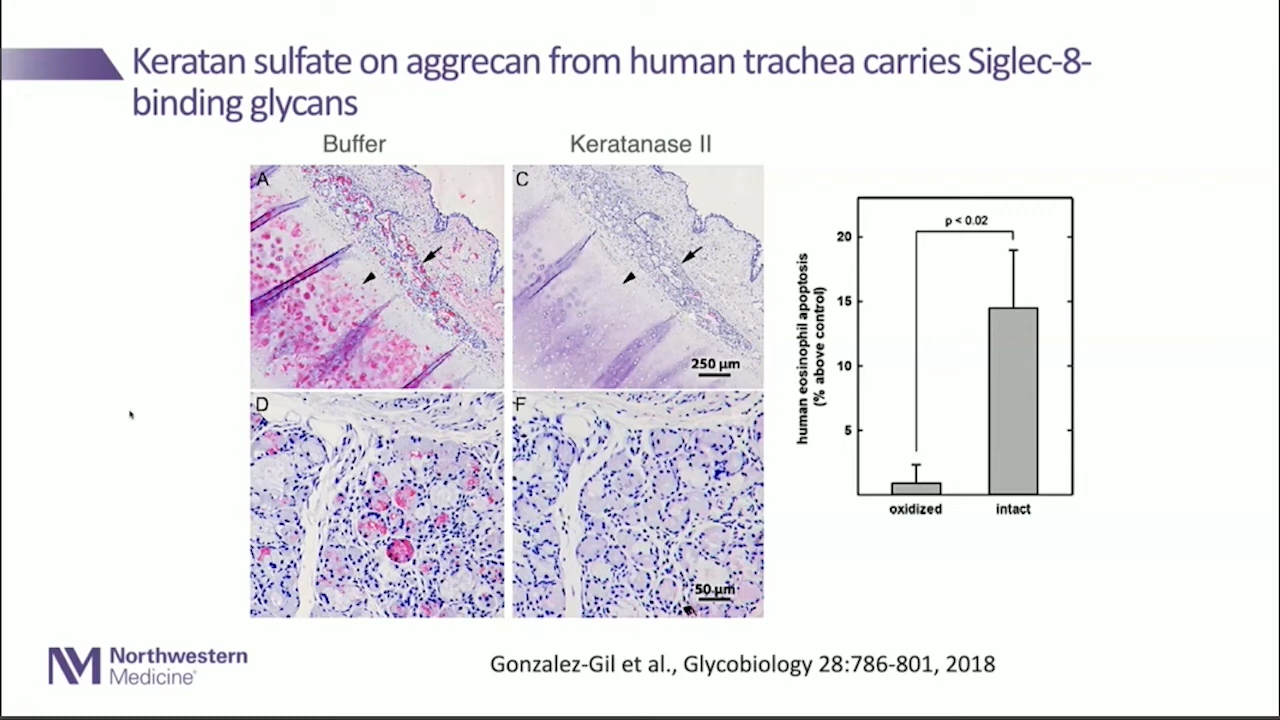 Keratan sulfate on aggrecan from human trachea carries Siglec-8-
binding glycans
Buffer
Keratanase II
A
C
250 µm
D
F
50 µm
p < 0.02
20
15
10
5
human eosinophil apoptosis
(% above control)
oxidized
intact
Northwestern
Medicine®
Gonzalez-Gil et al., Glycobiology 28:786-801, 2018